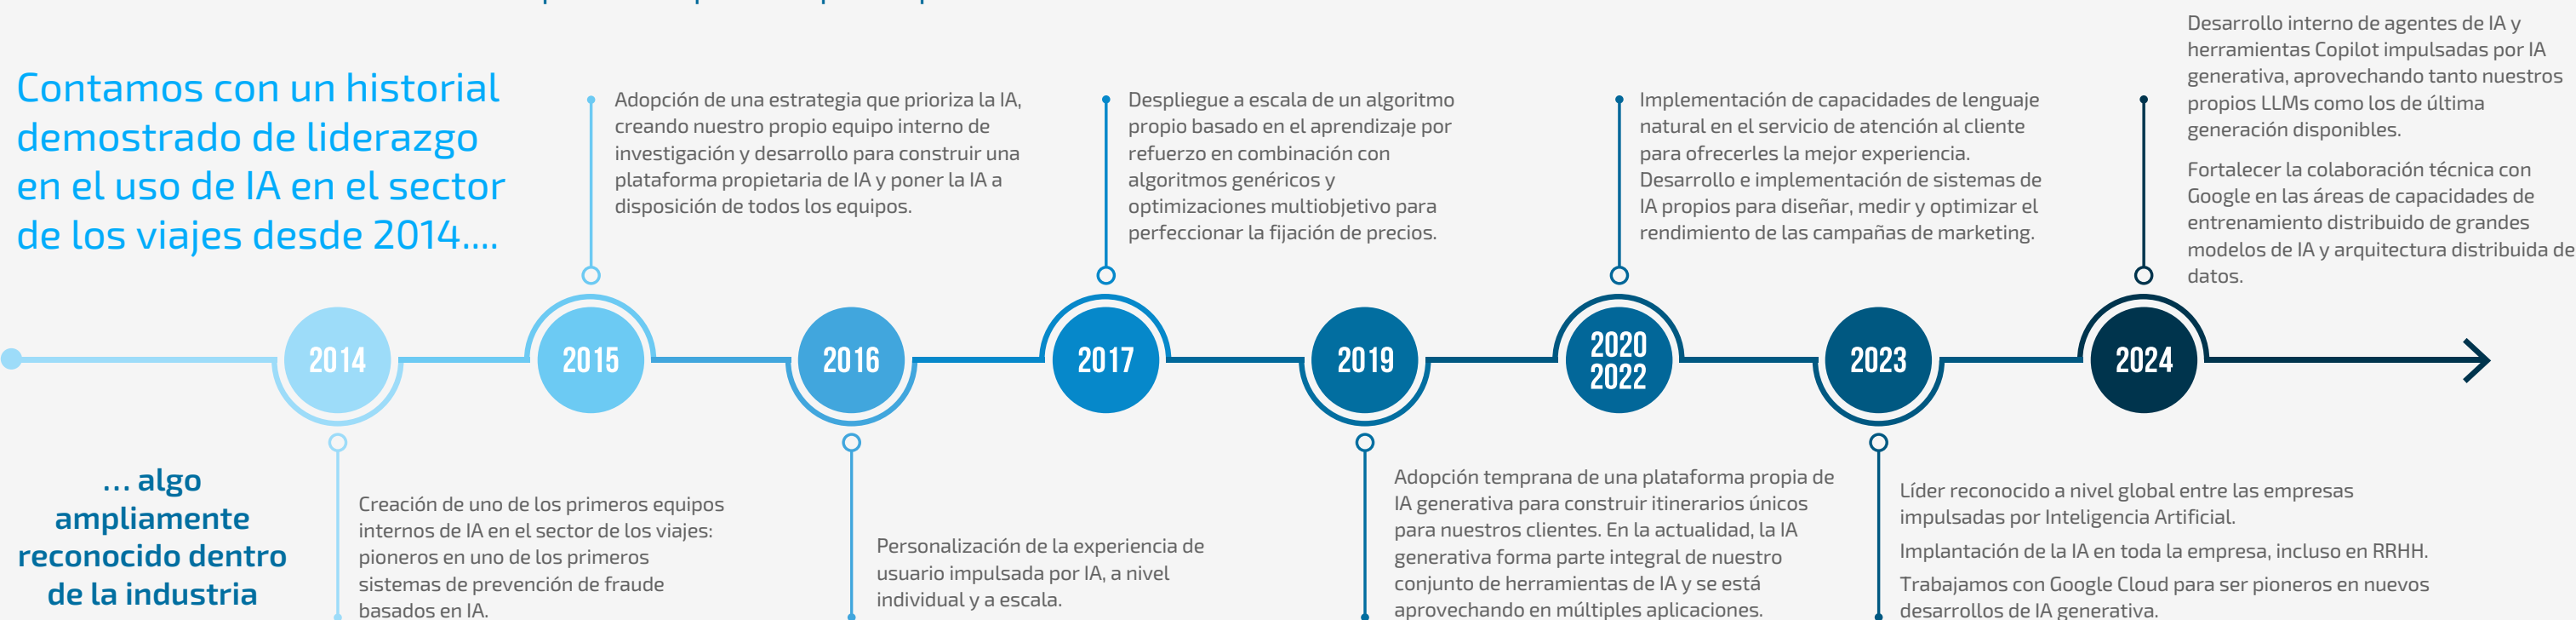 Contamos con un historial
demostrado de liderazgo
en el uso de IA en el sector
de los viajes desde 2014....
Adopción de una estrategia que prioriza la IA,
creando nuestro propio equipo interno de
investigación y desarrollo para construir una
plataforma propietaria de IA y poner la IA a
disposición de todos los equipos.
Despliegue a escala de un algoritmo
propio basado en el aprendizaje por
refuerzo en combinación con
algoritmos genéricos y
optimizaciones multiobjetivo para
perfeccionar la fijación de precios.
Implementación de capacidades de lenguaje
natural en el servicio de atención al cliente
para ofrecerles la mejor experiencia.
Desarrollo e implementación de sistemas de
IA propios para diseñar, medir y optimizar el
rendimiento de las campañas de marketing.
Desarrollo interno de agentes de IA y
herramientas Copilot impulsadas por IA
generativa, aprovechando tanto nuestros
propios LLMs como los de última
generación disponibles.
Fortalecer la colaboración técnica con
Google en las áreas de capacidades de
entrenamiento distribuido de grandes
modelos de IA y arquitectura distribuida de
datos.
2014
2015
2016
2017
2019
2020
2022
2023
2024
… algo
ampliamente
reconocido dentro
de la industria
Creación de uno de los primeros equipos
internos de IA en el sector de los viajes:
pioneros en uno de los primeros
sistemas de prevención de fraude
basados en IA.
Personalización de la experiencia de
usuario impulsada por IA, a nivel
individual y a escala.
Adopción temprana de una plataforma propia de
IA generativa para construir itinerarios únicos
para nuestros clientes. En la actualidad, la IA
generativa forma parte integral de nuestro
conjunto de herramientas de IA y se está
aprovechando en múltiples aplicaciones.
Líder reconocido a nivel global entre las empresas
impulsadas por Inteligencia Artificial.
Implantación de la IA en toda la empresa, incluso en RRHH.
Trabajamos con Google Cloud para ser pioneros en nuevos
desarrollos de IA generativa.